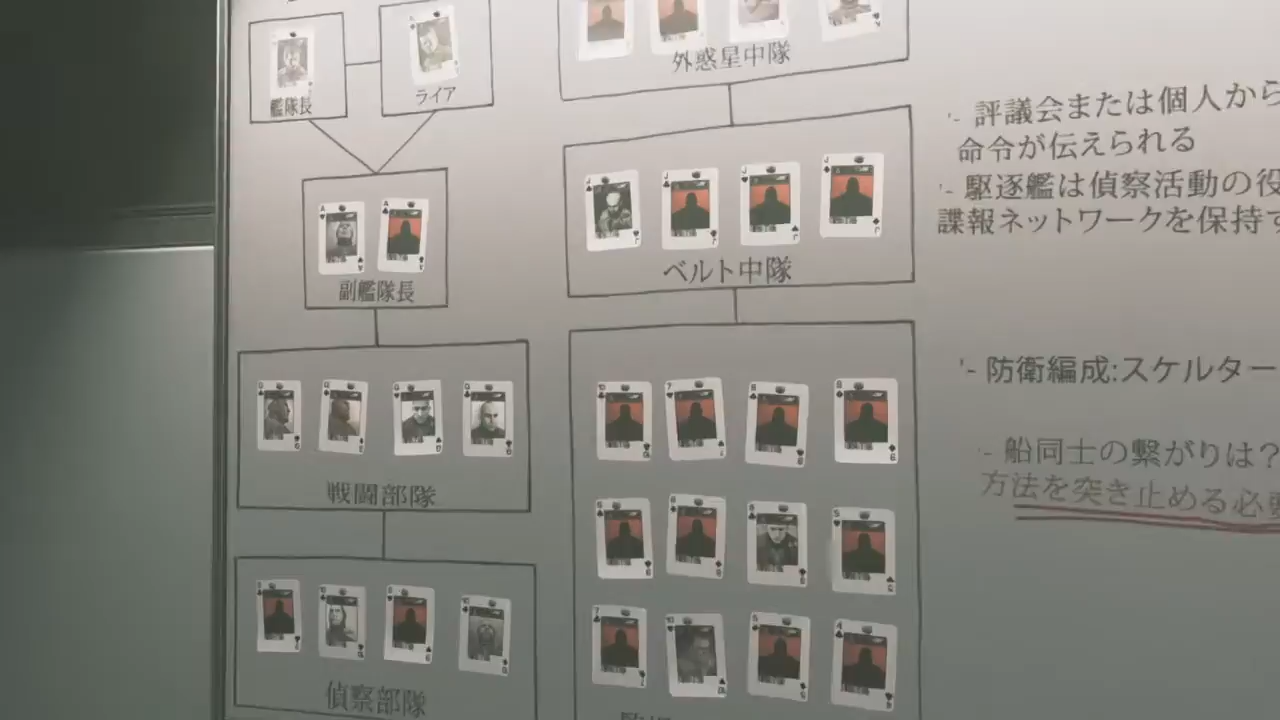 艦隊長
ライア
副艦隊長
戦闘部隊
偵察部隊
外惑星中隊
ベルト中隊
- 評議会または個人から
命令が伝えられる
- 駆逐艦は偵察活動の役
諜報ネットワークを保持す
- 防衛編成:スケルター
- 船同士の繋がりは?
方法を突き止める必要